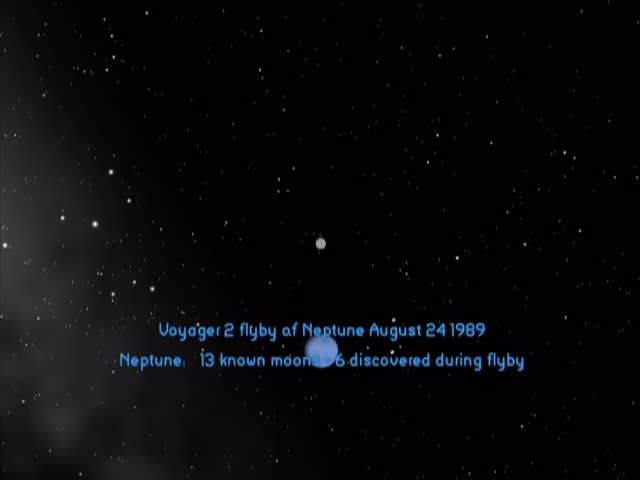 Voyager 2 flyby of Neptune August 24 1989
Neptune: 13 known moons - 6 discovered during flyby